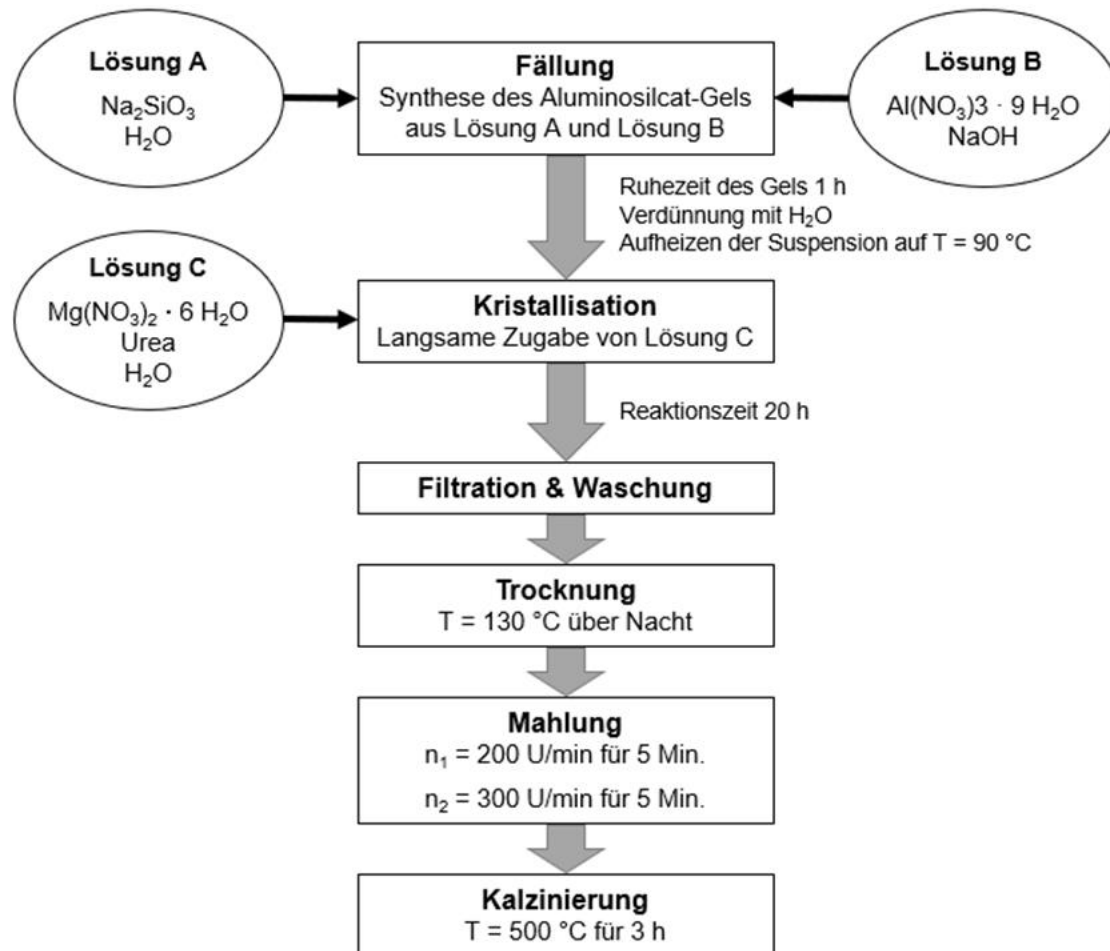 Lösung A
Na₂SiO₃
H₂O
Fällung
Synthese des Aluminosilcat-Gels
aus Lösung A und Lösung B
Lösung B
Al(NO₃)3 · 9 H₂O
NaOH
Ruhezeit des Gels 1 h
Verdünnung mit H₂O
Aufheizen der Suspension auf T = 90 °C
Lösung C
Mg(NO₃)₂ · 6 H₂O
Urea
H₂O
Kristallisation
Langsame Zugabe von Lösung C
Reaktionszeit 20 h
Filtration & Waschung
Trocknung
T = 130 °C über Nacht
Mahlung
n₁ = 200 U/min für 5 Min.
n₂ = 300 U/min für 5 Min.
Kalzinierung
T = 500 °C für 3 h